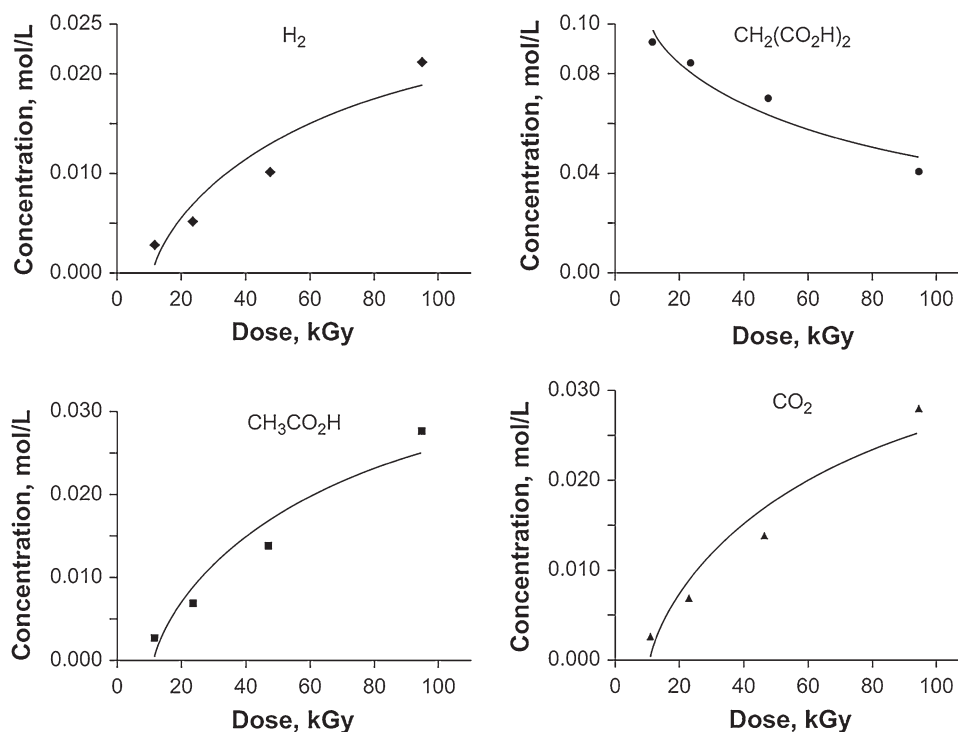 H₂
Concentration, mol/L
0.025
0.020
0.010
0.000
0 20 40 60 80 100
Dose, kGy
CH₂(CO₂H)₂
Concentration, mol/L
0.10
0.08
0.04
0.00
0 20 40 60 80 100
Dose, kGy
CH₃CO₂H
Concentration, mol/L
0.030
0.020
0.010
0.000
0 20 40 60 80 100
Dose, kGy
CO₂
Concentration, mol/L
0.030
0.020
0.010
0.000
0 20 40 60 80 100
Dose, kGy